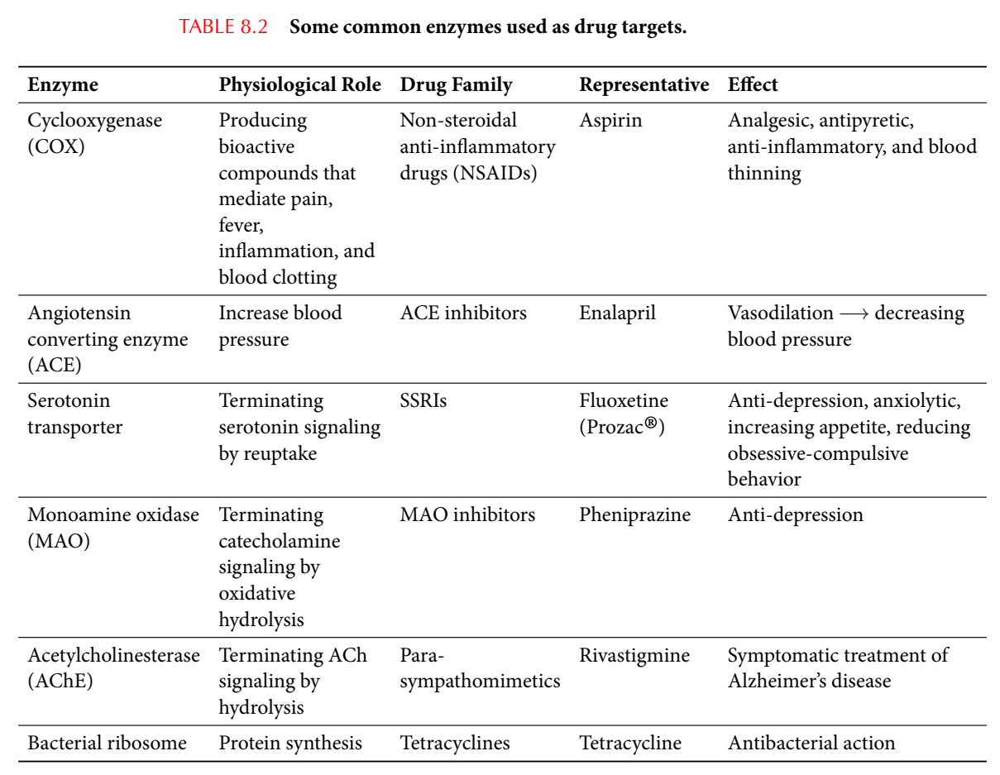 TABLE 8.2 Some common enzymes used as drug targets.
Enzyme Physiological Role Drug Family Representative Effect
Cyclooxygenase
(COX)
Producing
bioactive
compounds that
mediate pain,
fever,
inflammation, and
blood clotting
Non-steroidal
anti-inflammatory
drugs (NSAIDs)
Aspirin
Analgesic, antipyretic,
anti-inflammatory, and blood
thinning
Angiotensin
converting enzyme
(ACE)
Increase blood
pressure
ACE inhibitors
Enalapril
Vasodilation ⟶ decreasing
blood pressure
Serotonin
transporter
Terminating
serotonin signaling
by reuptake
SSRIs
Fluoxetine
(Prozac®)
Anti-depression, anxiolytic,
increasing appetite, reducing
obsessive-compulsive
behavior
Monoamine oxidase
(MAO)
Terminating
catecholamine
signaling by
oxidative
hydrolysis
MAO inhibitors
Pheniprazine
Anti-depression
Acetylcholinesterase
(AChE)
Terminating ACh
signaling by
hydrolysis
Para-
sympathomimetics
Rivastigmine
Symptomatic treatment of
Alzheimer's disease
Bacterial ribosome
Protein synthesis
Tetracyclines
Tetracycline
Antibacterial action